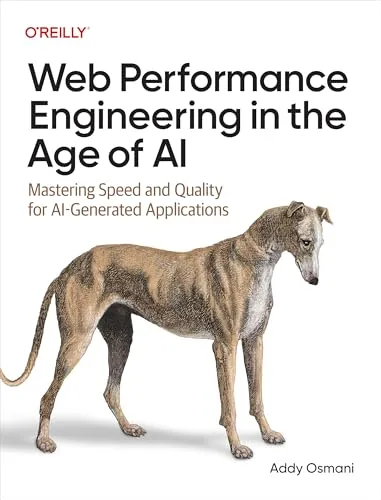 O'REILLY®
Web Performance
Engineering in the
Age of AI
Mastering Speed and Quality
for AI-Generated Applications
Addy Osmani